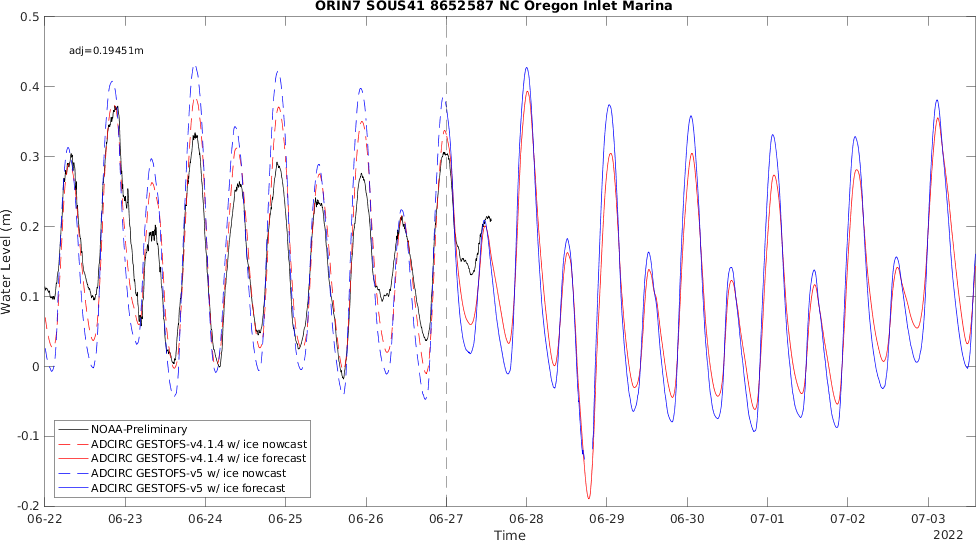 ORIN7 SOUS41 8652587 NC Oregon Inlet Marina
adj=0.19451m
0.5
0.4
0.3
0.2
0.1
0
-0.1
-0.2
Water Level (m)
NOAA-Preliminary
ADCIRC GESTOFS-v4.1.4 w/ ice nowcast
ADCIRC GESTOFS-v4.1.4 w/ ice forecast
ADCIRC GESTOFS-v5 w/ ice nowcast
ADCIRC GESTOFS-v5 w/ ice forecast
06-22 06-23 06-24 06-25 06-26 06-27 06-28 06-29 06-30 07-01 07-02 07-03
Time
2022